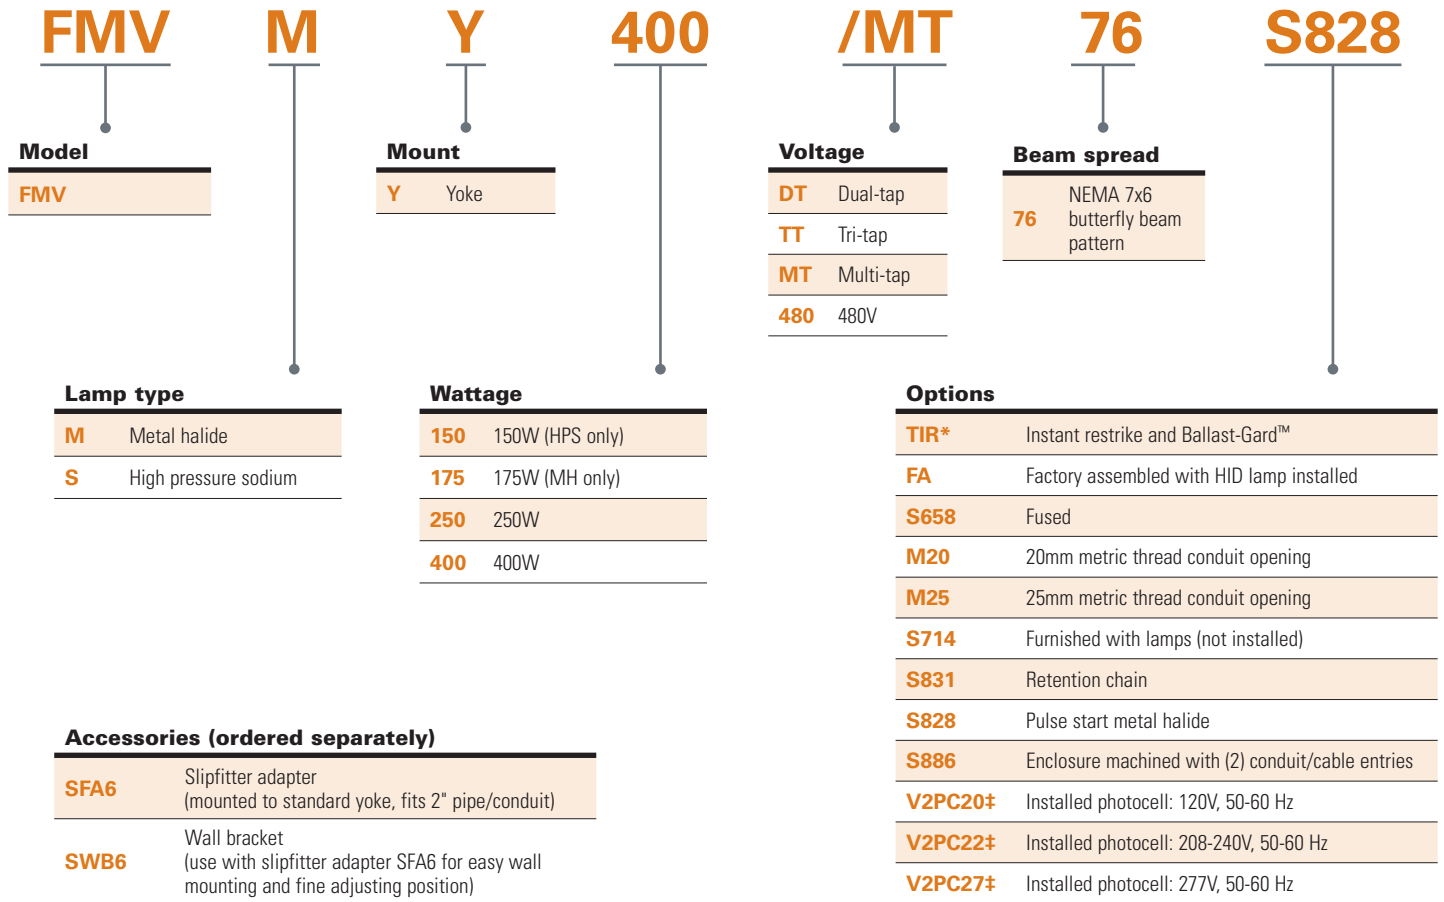 FMV M Y 400 /MT 76 S828
Model
FMV
Mount
Y Yoke
Voltage
DT Dual-tap
TT Tri-tap
MT Multi-tap
480 480V
Beam spread
76 NEMA 7x6
butterfly beam
pattern
Lamp type
M Metal halide
S High pressure sodium
Wattage
150 150W (HPS only)
175 175W (MH only)
250 250W
400 400W
Options
TIR* Instant restrike and Ballast-Gard™
FA Factory assembled with HID lamp installed
S658 Fused
M20 20mm metric thread conduit opening
M25 25mm metric thread conduit opening
S714 Furnished with lamps (not installed)
S831 Retention chain
S828 Pulse start metal halide
S886 Enclosure machined with (2) conduit/cable entries
V2PC20‡ Installed photocell: 120V, 50-60 Hz
V2PC22‡ Installed photocell: 208-240V, 50-60 Hz
V2PC27‡ Installed photocell: 277V, 50-60 Hz
Accessories (ordered separately)
SFA6 Slipfitter adapter
(mounted to standard yoke, fits 2" pipe/conduit)
SWB6 Wall bracket
(use with slipfitter adapter SFA6 for easy wall
mounting and fine adjusting position)